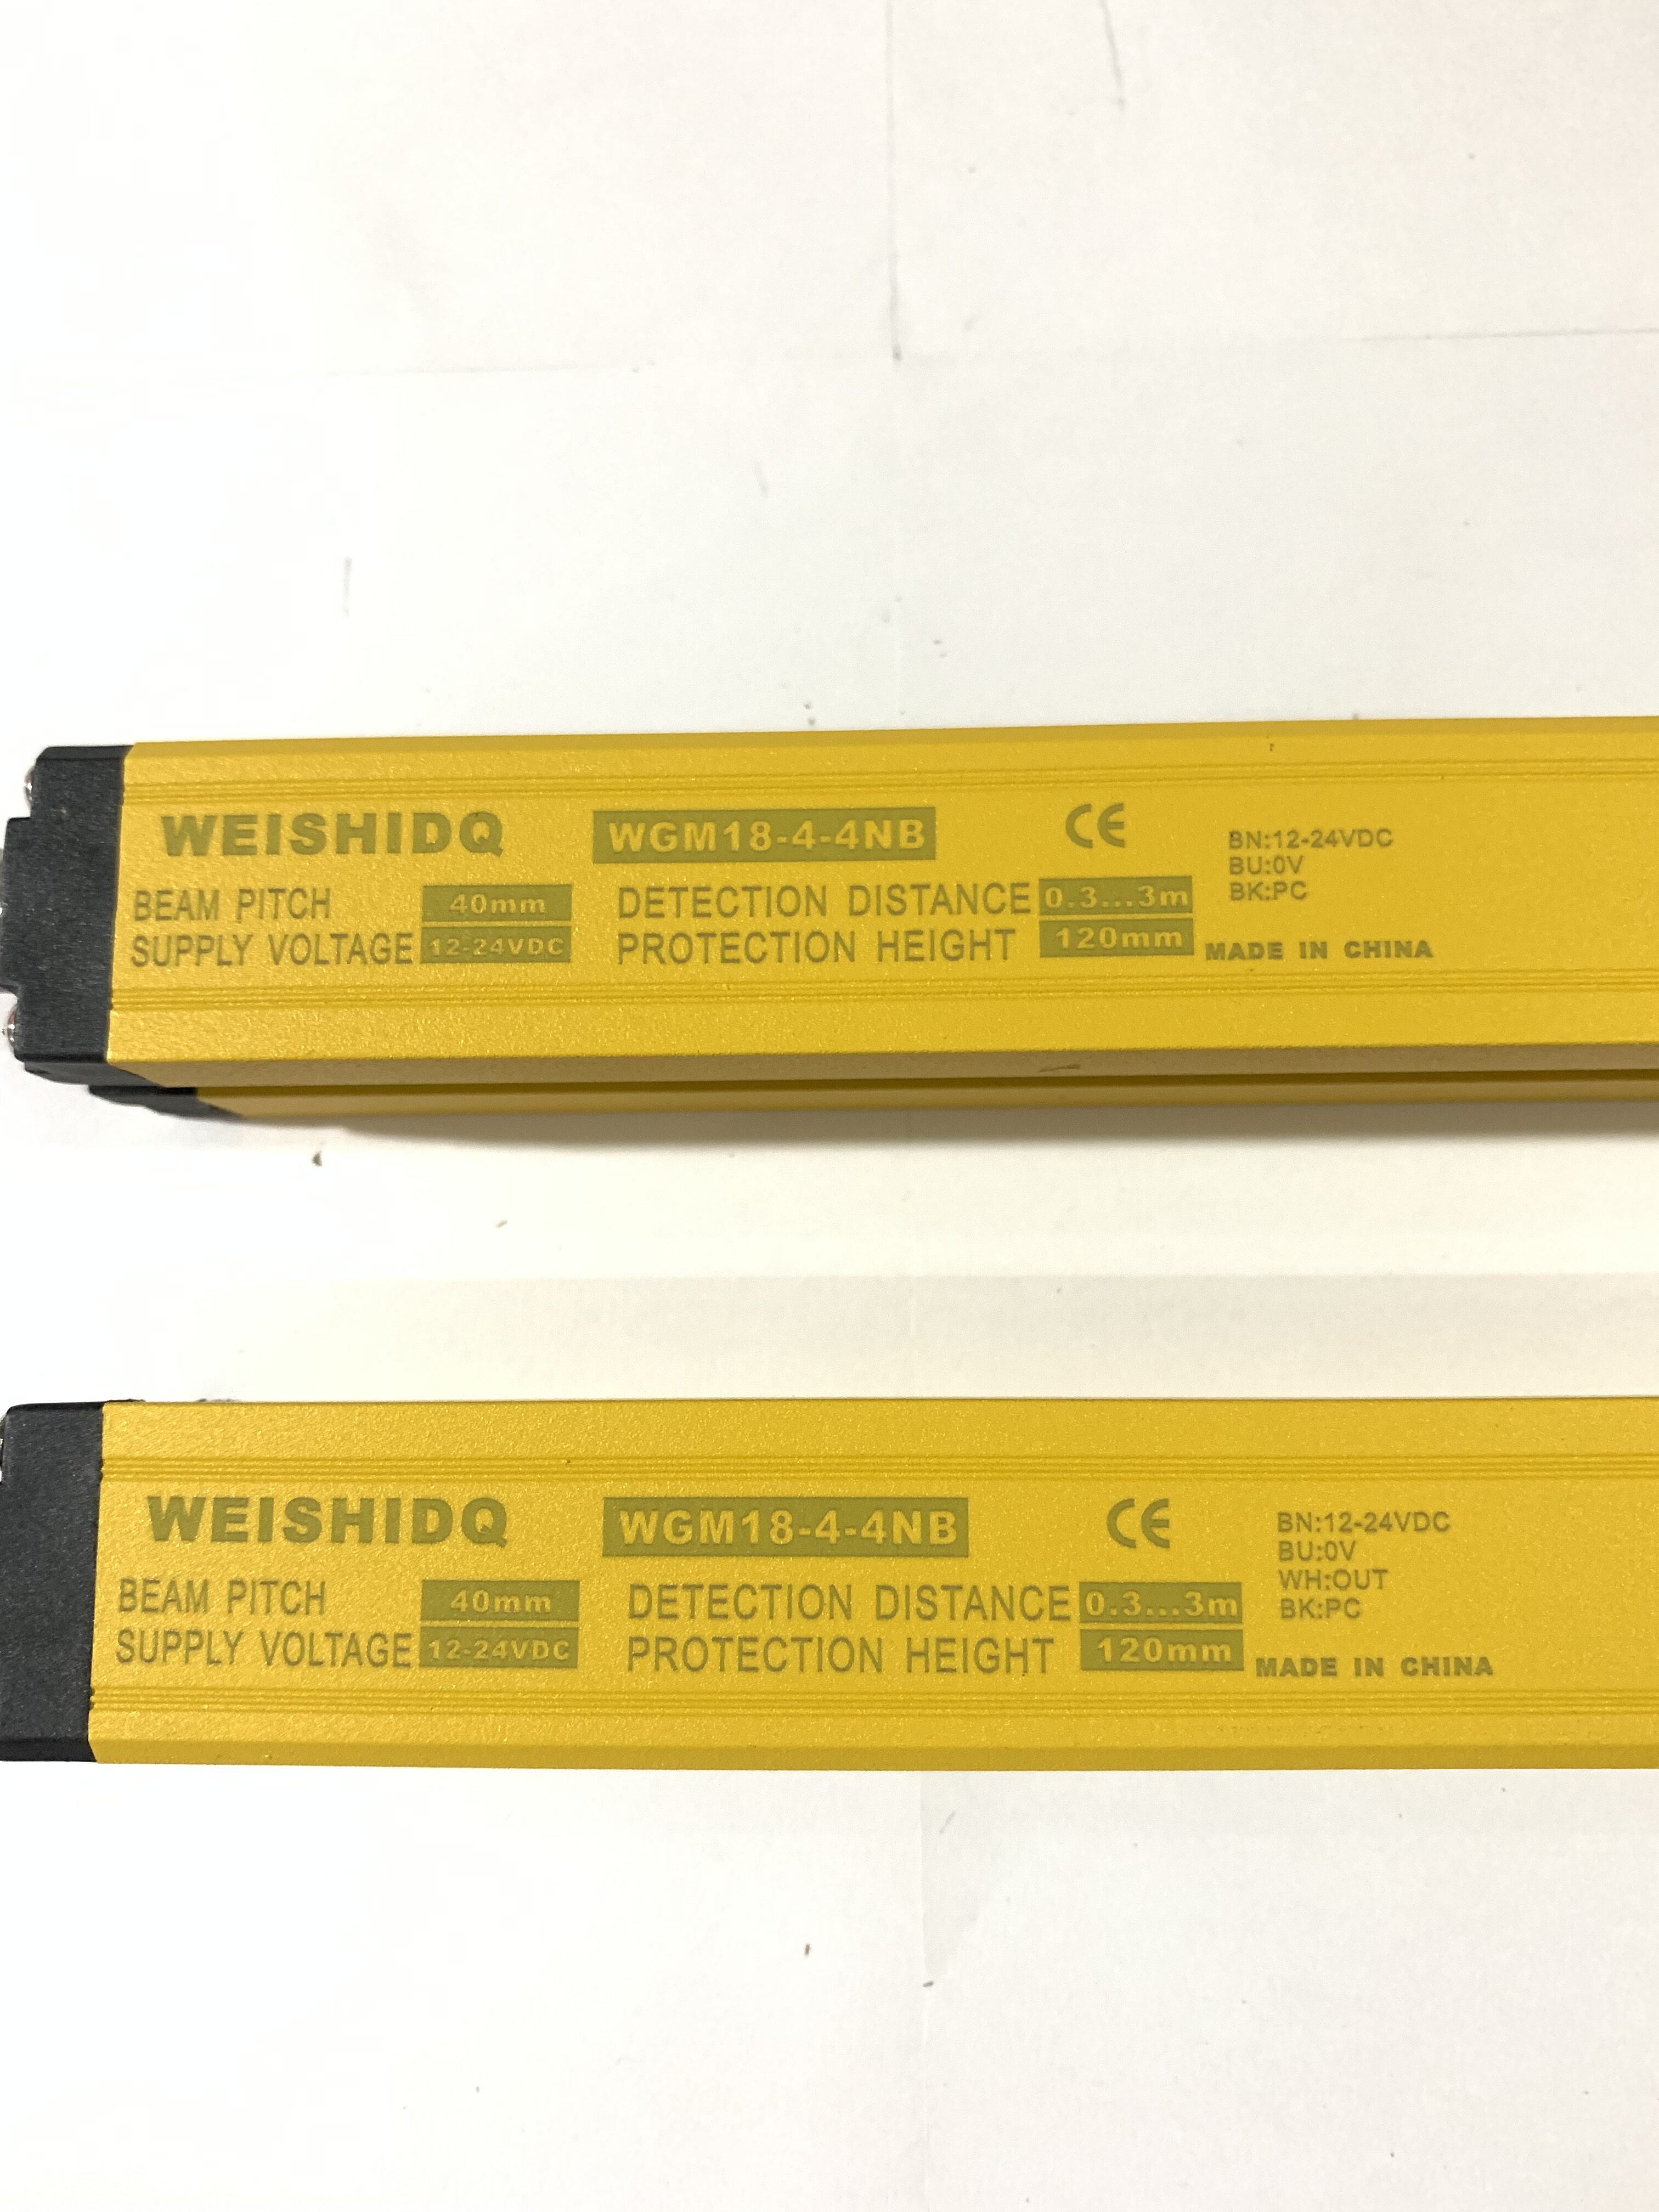 WEISHIDQ WGM18-4-4NB CE BN:12-24VDC
BU:0V
BEAM PITCH 40mm DETECTION DISTANCE 0.3...3m BK:PC
SUPPLY VOLTAGE 12-24VDC PROTECTION HEIGHT 120mm MADE IN CHINA
WEISHIDQ WGM18-4-4NB CE BN:12-24VDC
BU:0V
WH:OUT
BEAM PITCH 40mm DETECTION DISTANCE 0.3...3m BK:PC
SUPPLY VOLTAGE 12-24VDC PROTECTION HEIGHT 120mm MADE IN CHINA